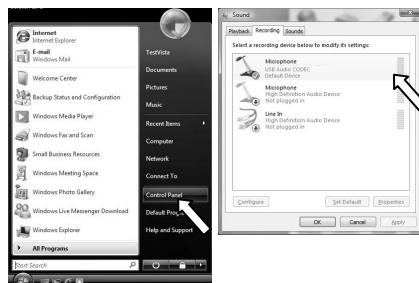 Internet
Internet Explorer
E-mail
Windows Mail
Welcome Center
Backup Status and Configuration
Windows Media Player
Windows Fax and Scan
Small Business Resources
Windows Meeting Space
Windows Photo Gallery
Windows Live Messenger Download
Windows Explorer
All Programs
Start Search
TestVista
Documents
Pictures
Music
Recent Items
Computer
Network
Connect To
Control Panel
Default
Help and Support
Sound
Playback Recording Sounds
Select a recording device below to modify its settings:
Microphone
USB Audio CODEC
Default Device
Microphone
High Definition Audio Device
Not plugged in
Line In
High Definition Audio Device
Not plugged in
Configure Set Default Properties
OK Cancel Apply